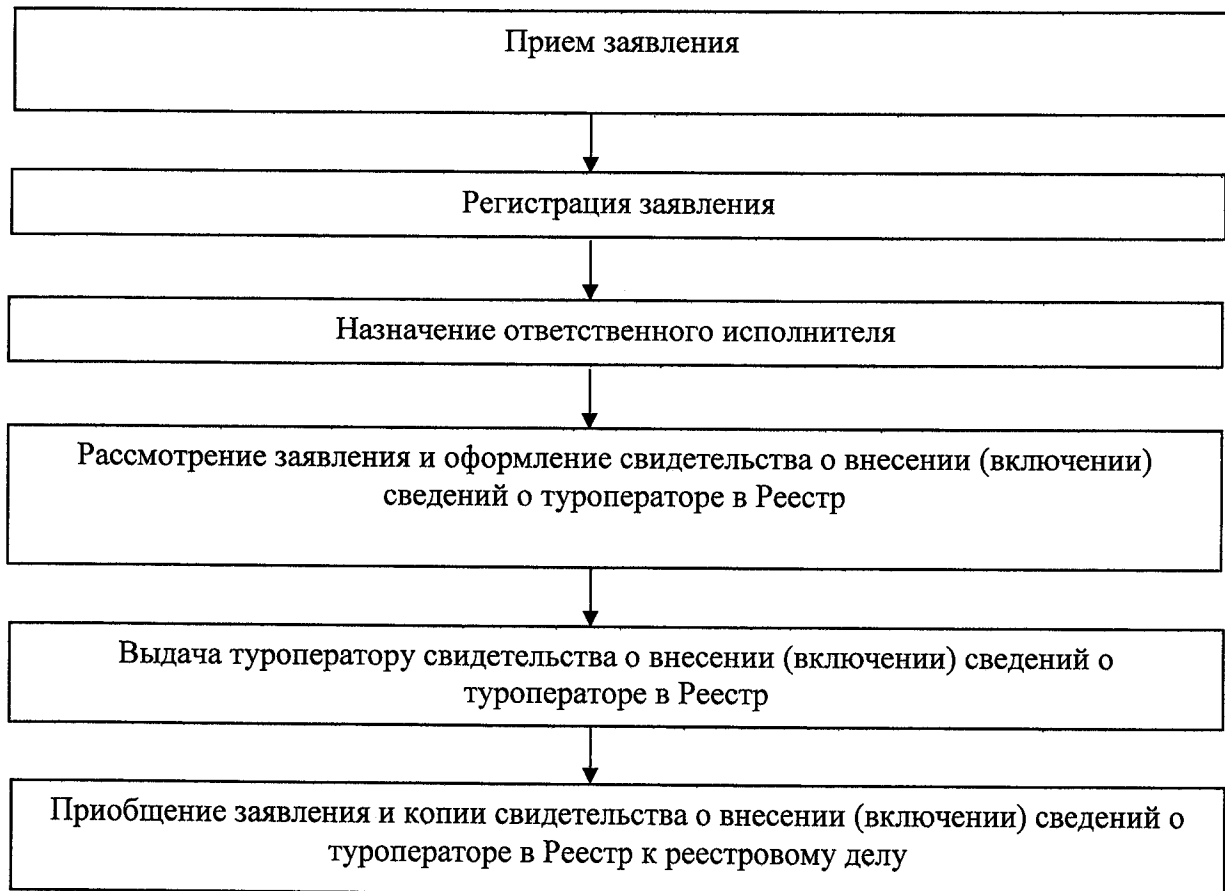 Прием заявления
Регистрация заявления
Назначение ответственного исполнителя
Рассмотрение заявления и оформление свидетельства о внесении (включении)
сведений о туроператоре в Реестр
Выдача туроператору свидетельства о внесении (включении) сведений о
туроператоре в Реестр
Приобщение заявления и копии свидетельства о внесении (включении) сведений о
туроператоре в Реестр к реестровому делу